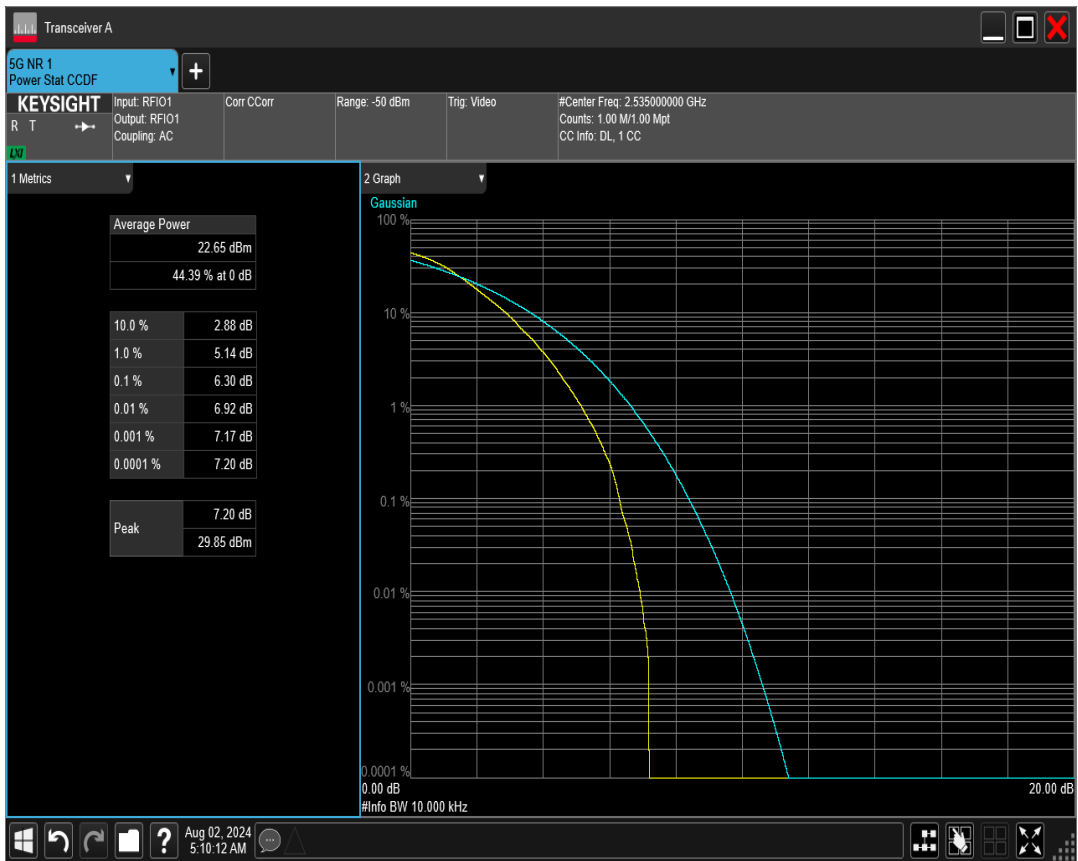 Transceiver A
5G NR 1
Power Stat CCDF
+
KEYSIGHT
R T
LXI
Input: RFIO1
Output: RFIO1
Coupling: AC
Corr CCorr
Range: -50 dBm
Trig: Video
#Center Freq: 2.535000000 GHz
Counts: 1.00 M/1.00 Mpt
CC Info: DL, 1 CC
1 Metrics
Average Power
22.65 dBm
44.39 % at 0 dB
10.0 % 2.88 dB
1.0 % 5.14 dB
0.1 % 6.30 dB
0.01 % 6.92 dB
0.001 % 7.17 dB
0.0001 % 7.20 dB
Peak
7.20 dB
29.85 dBm
2 Graph
Gaussian
100 %
10 %
1 %
0.1 %
0.01 %
0.001 %
0.0001 %
0.00 dB 20.00 dB
#Info BW 10.000 kHz
?
Aug 02, 2024
5:10:12 AM